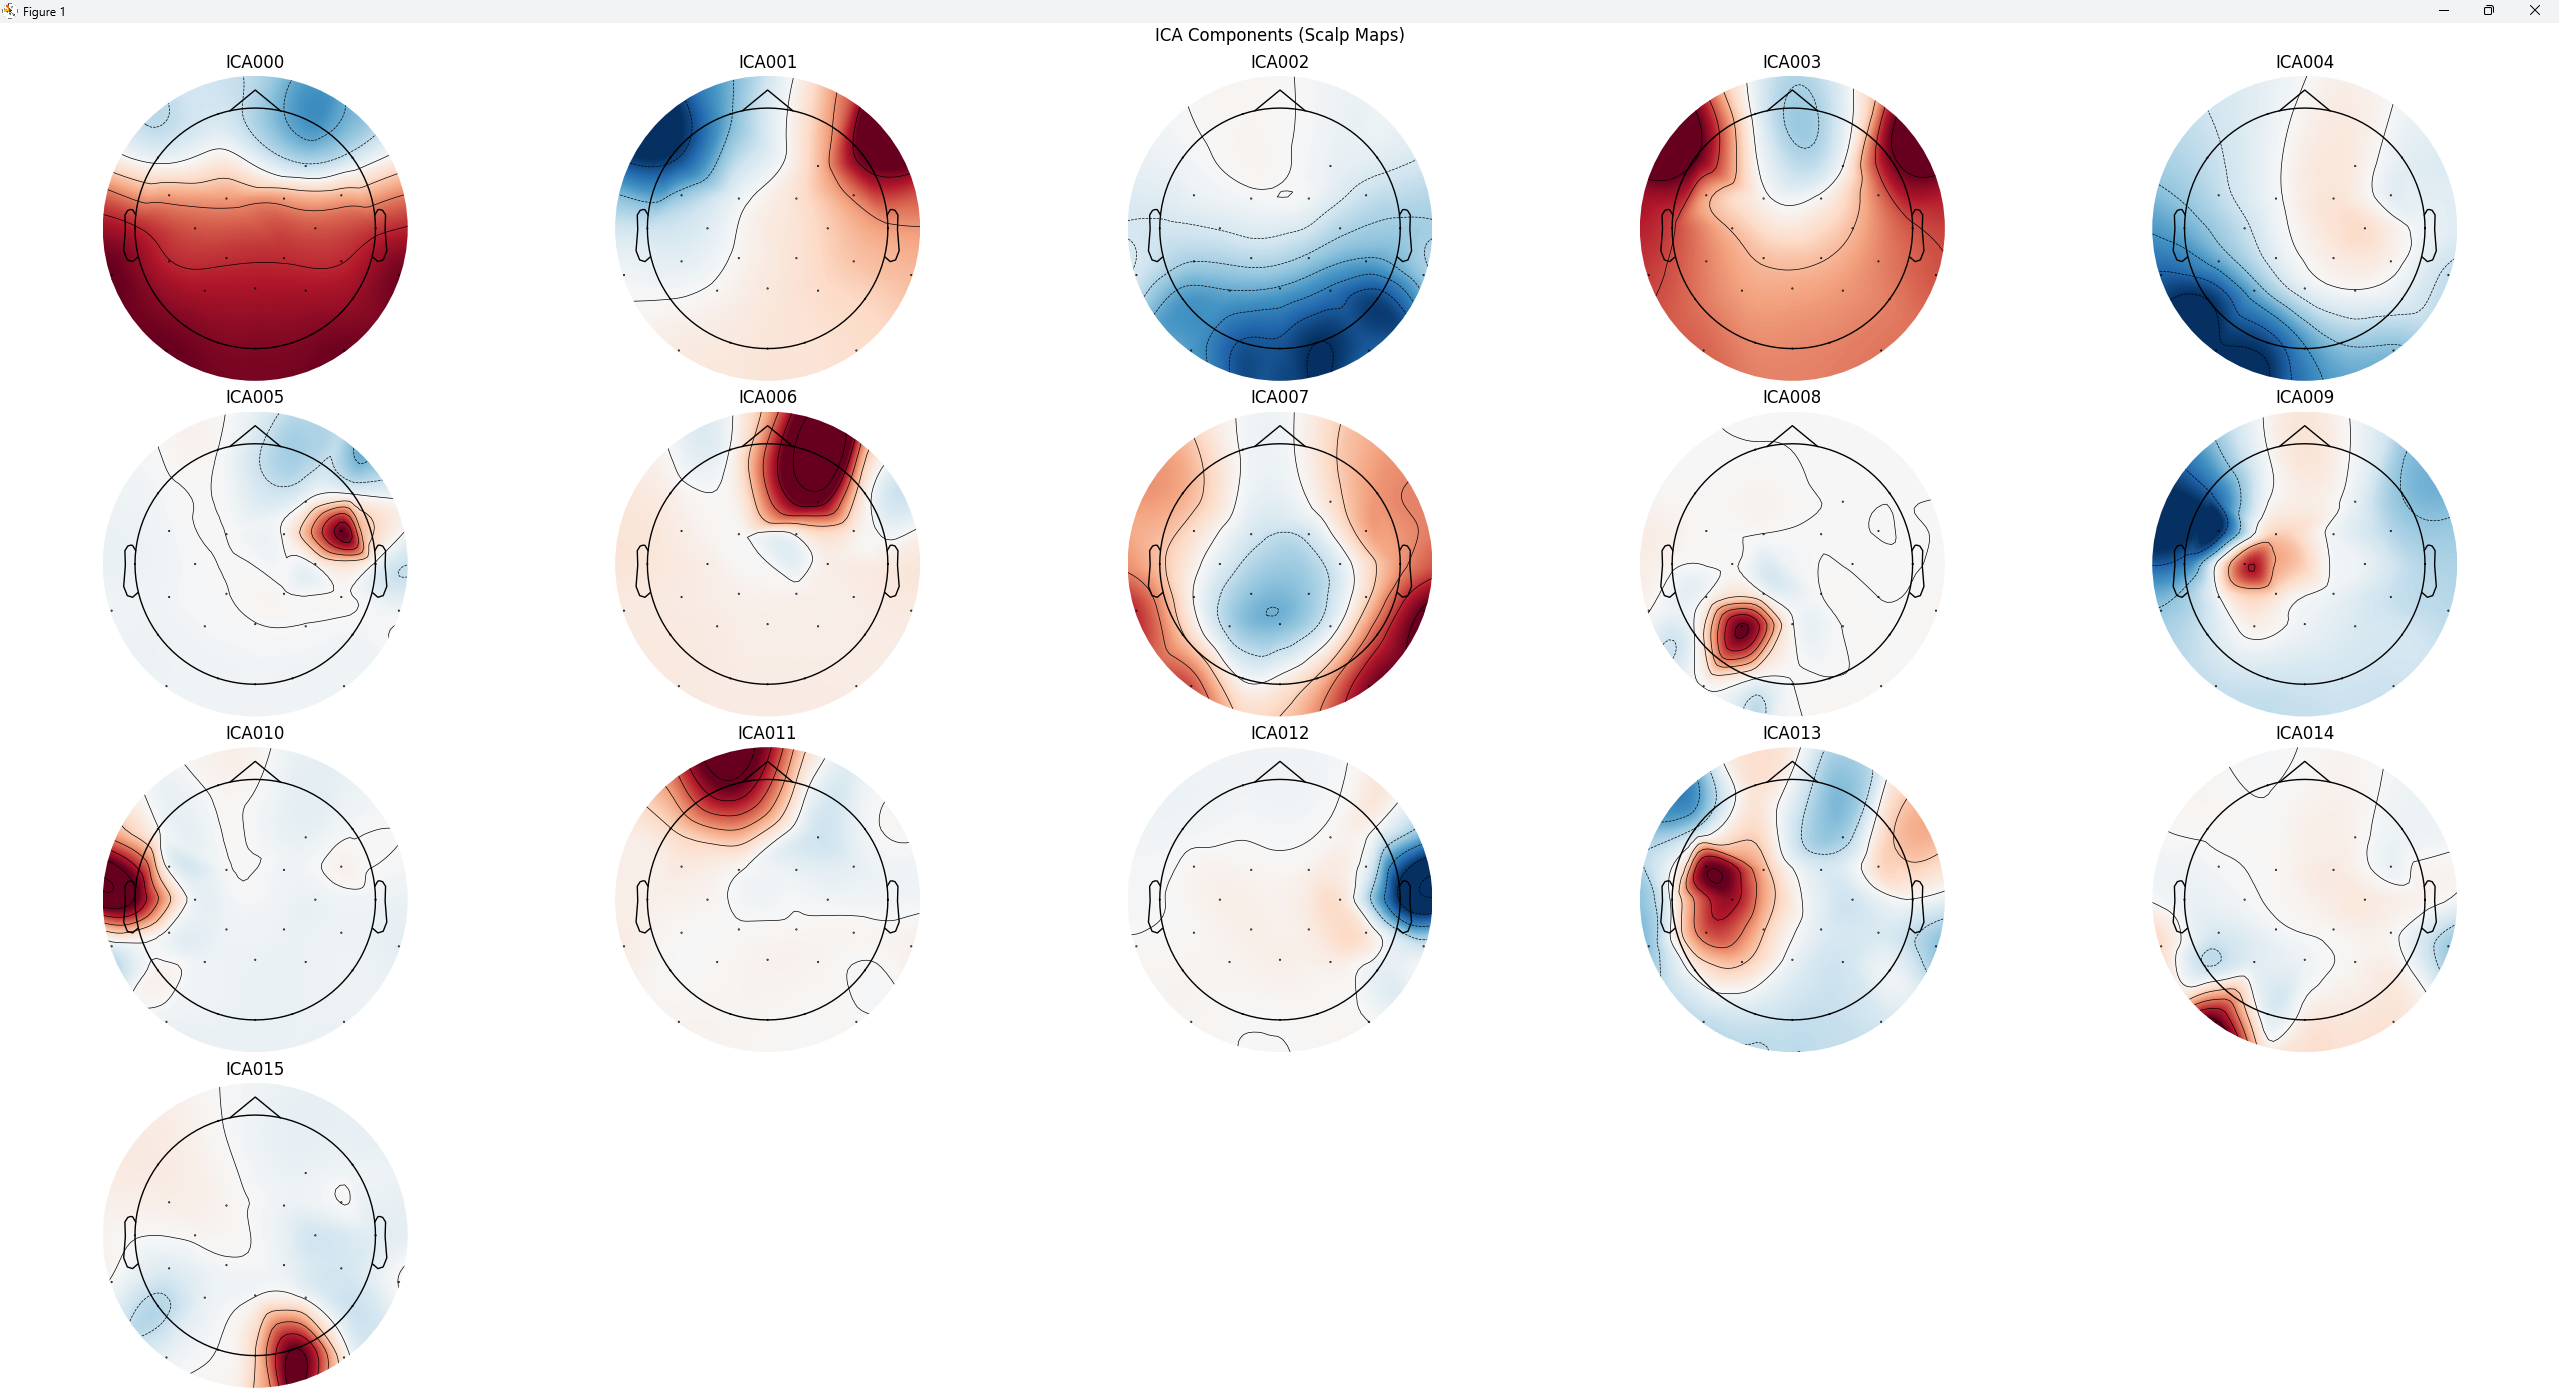 Figure 1
ICA Components (Scalp Maps)
ICA000 ICA001 ICA002 ICA003 ICA004
ICA005 ICA006 ICA007 ICA008 ICA009
ICA010 ICA011 ICA012 ICA013 ICA014
ICA015